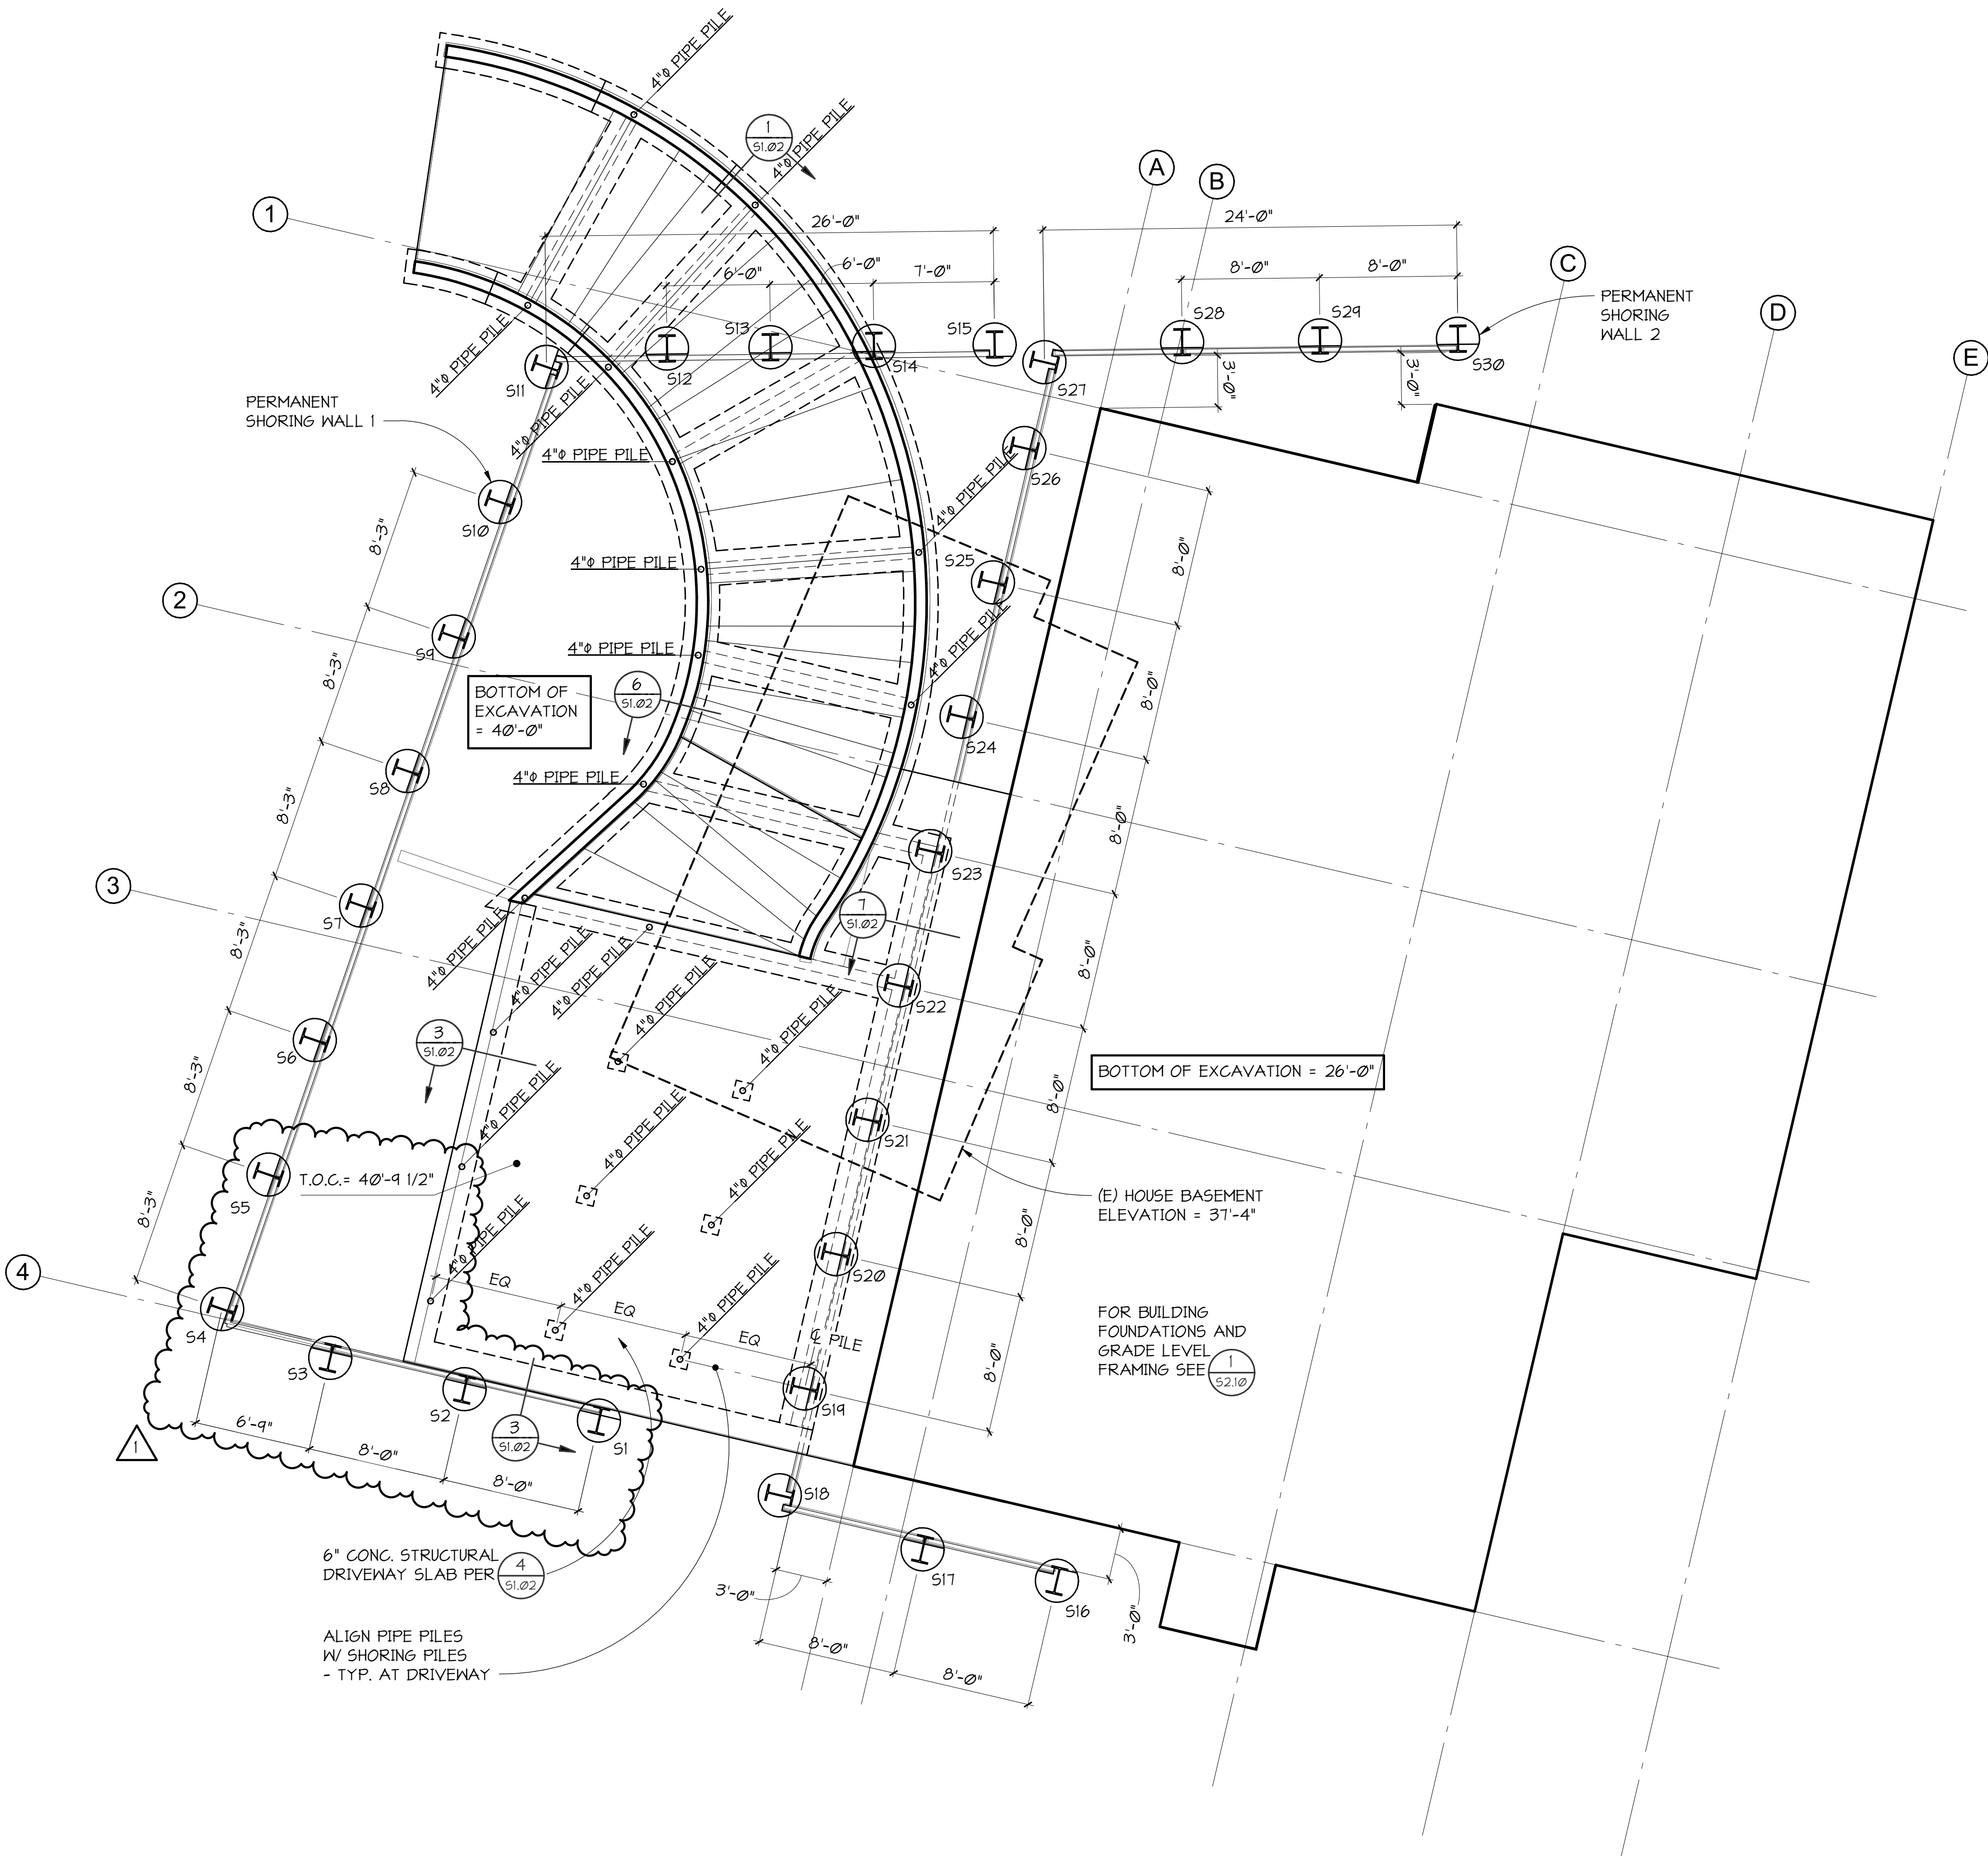 4"ϕ PIPE PILE
1
S1.02
4"ϕ PIPE PILE
A
B
1
26'-0"
24'-0"
C
6'-0"
6'-0"
7'-0"
8'-0"
8'-0"
PERMANENT
SHORING
WALL 2
D
E
S13
S15
S28
S29
S11
S12
S14
S27
S30
3'-0"
3'-0"
4"ϕ PIPE PILE
4"ϕ PIPE PILE
PERMANENT
SHORING WALL 1
4"ϕ PIPE PILE
S26
4"ϕ PIPE PILE
S10
8'-3"
4"ϕ PIPE PILE
S25
8'-0"
2
S9
4"ϕ PIPE PILE
4"ϕ PIPE PILE
8'-3"
BOTTOM OF
EXCAVATION
= 40'-0"
6
S1.02
8'-0"
S24
S8
4"ϕ PIPE PILE
8'-3"
8'-0"
3
S7
S23
4"ϕ PIPE PILE
4"ϕ PIPE PILE
4"ϕ PIPE PILE
7
S1.02
8'-3"
8'-0"
4"ϕ PIPE PILE
4"ϕ PIPE PILE
S22
S6
3
S1.02
8'-3"
BOTTOM OF EXCAVATION = 26'-0"
8'-0"
4"ϕ PIPE PILE
4"ϕ PIPE PILE
4"ϕ PIPE PILE
S21
T.O.C.= 40'-9 1/2"
S5
8'-3"
(E) HOUSE BASEMENT
ELEVATION = 37'-4"
8'-0"
4"ϕ PIPE PILE
4"ϕ PIPE PILE
4"ϕ PIPE PILE
S20
4
EQ
EQ
EQ
℄ PILE
FOR BUILDING
FOUNDATIONS AND
GRADE LEVEL
FRAMING SEE
1
S2.10
S4
S3
S2
S1
S19
8'-0"
6'-9"
8'-0"
8'-0"
3
S1.02
1
S18
S17
S16
6" CONC. STRUCTURAL
DRIVEWAY SLAB PER
4
S1.02
3'-0"
3'-0"
8'-0"
8'-0"
ALIGN PIPE PILES
W/ SHORING PILES
- TYP. AT DRIVEWAY